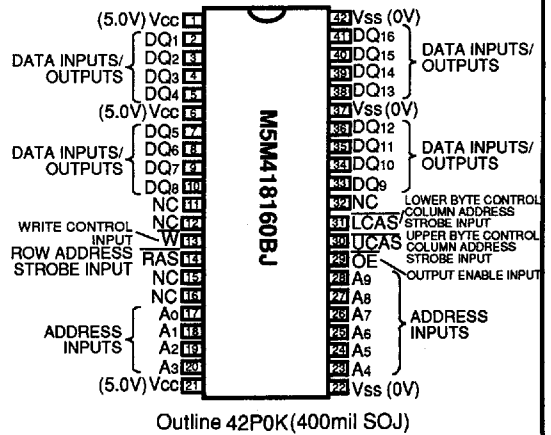 (5.0V) Vcc 1
DQ1 2
DQ2 3
DQ3 4
DQ4 5
DATA INPUTS/
OUTPUTS
(5.0V) Vcc 6
DQ5 7
DQ6 8
DQ7 9
DQ8 10
DATA INPUTS/
OUTPUTS
NC 11
NC 12
WRITE CONTROL
INPUT
W 13
ROW ADDRESS
STROBE INPUT
RAS 14
NC 15
NC 16
A0 17
A1 18
A2 19
A3 20
ADDRESS
INPUTS
(5.0V) Vcc 21
M5M418160BJ
42 Vss (0V)
41 DQ16
40 DQ15
39 DQ14
38 DQ13
DATA INPUTS/
OUTPUTS
37 Vss (0V)
36 DQ12
35 DQ11
34 DQ10
33 DQ9
DATA INPUTS/
OUTPUTS
32 NC
31 LCAS
LOWER BYTE CONTROL
COLUMN ADDRESS
STROBE INPUT
30 UCAS
UPPER BYTE CONTROL
COLUMN ADDRESS
STROBE INPUT
29 OE
OUTPUT ENABLE INPUT
28 A9
27 A8
26 A7
25 A6
24 A5
23 A4
ADDRESS
INPUTS
22 Vss (0V)
Outline 42P0K (400mil SOJ)